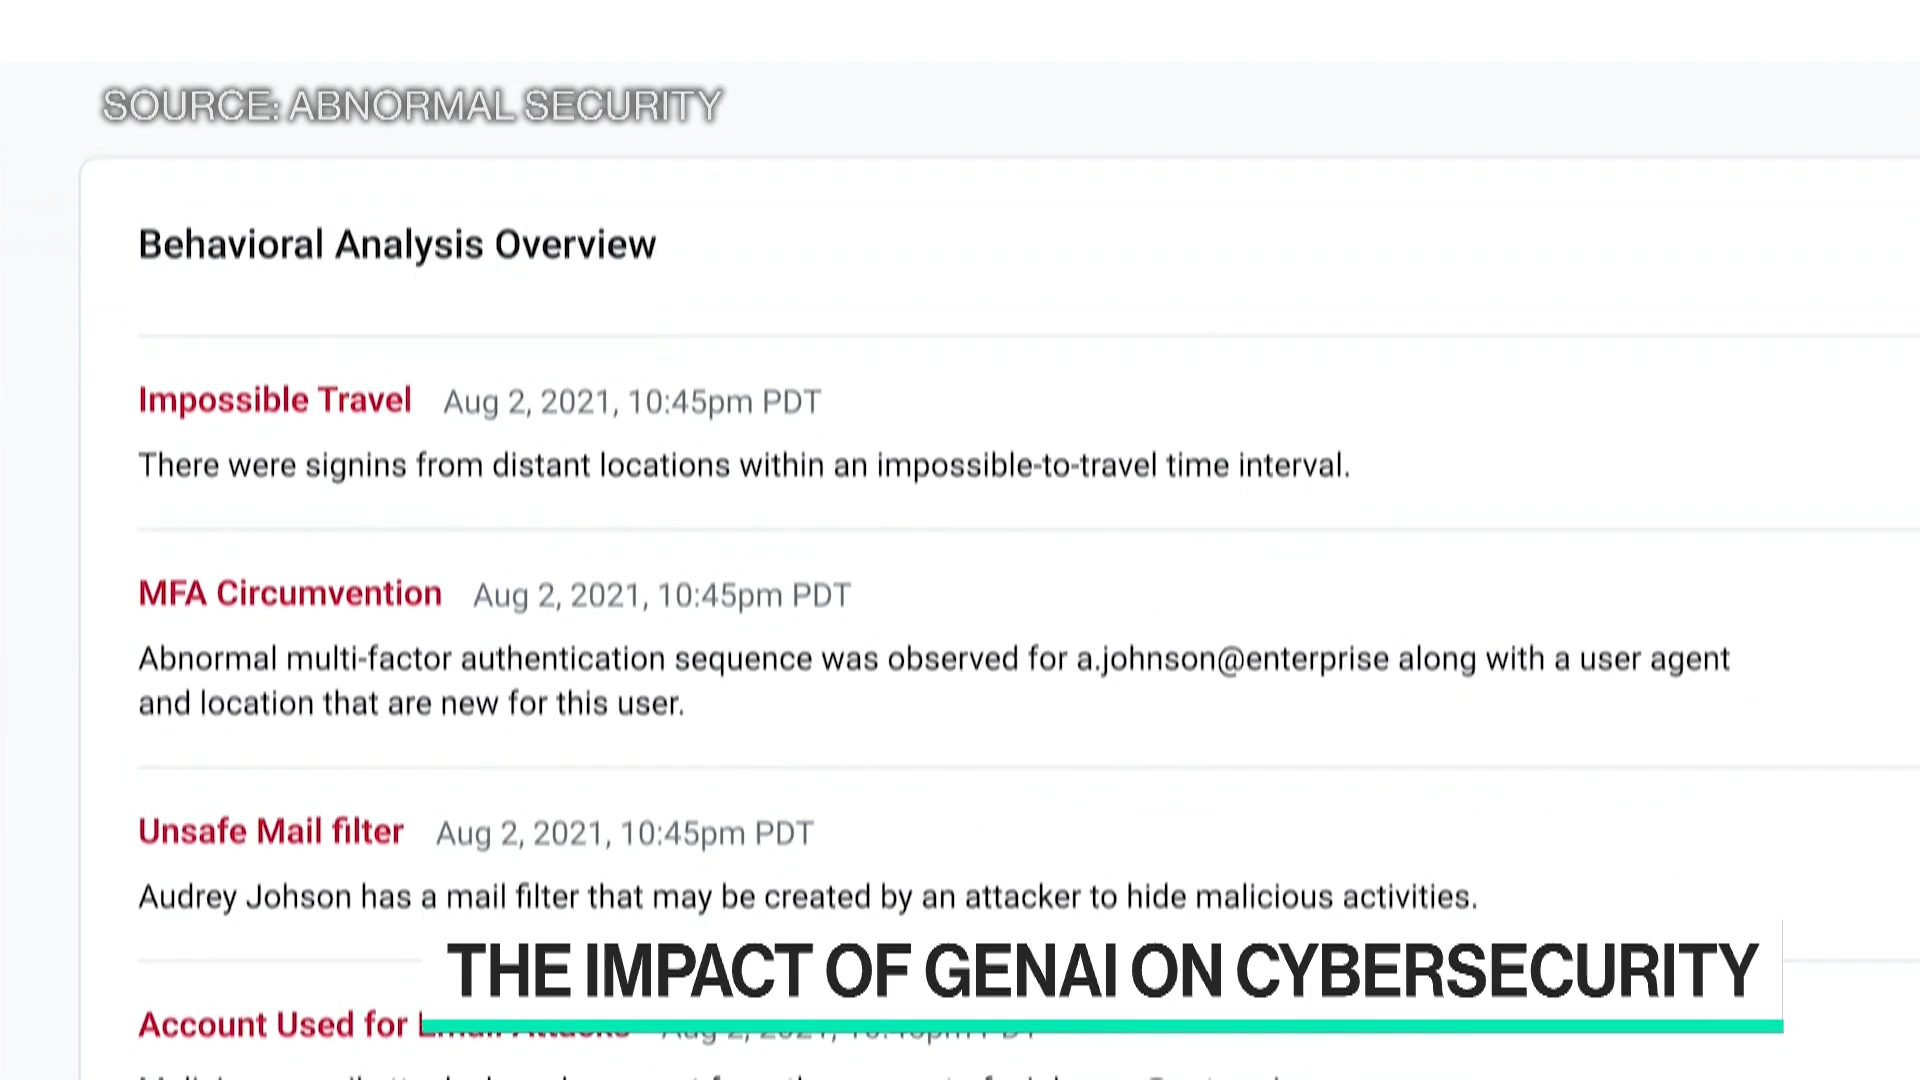 SOURCE: ABNORMAL SECURITY
Behavioral Analysis Overview
Impossible Travel Aug 2, 2021, 10:45pm PDT
There were signins from distant locations within an impossible-to-travel time interval.
MFA Circumvention Aug 2, 2021, 10:45pm PDT
Abnormal multi-factor authentication sequence was observed for a.johnson@enterprise along with a user agent
and location that are new for this user.
Unsafe Mail filter Aug 2, 2021, 10:45pm PDT
Audrey Johson has a mail filter that may be created by an attacker to hide malicious activities.
THE IMPACT OF GENAI ON CYBERSECURITY
Account Used for